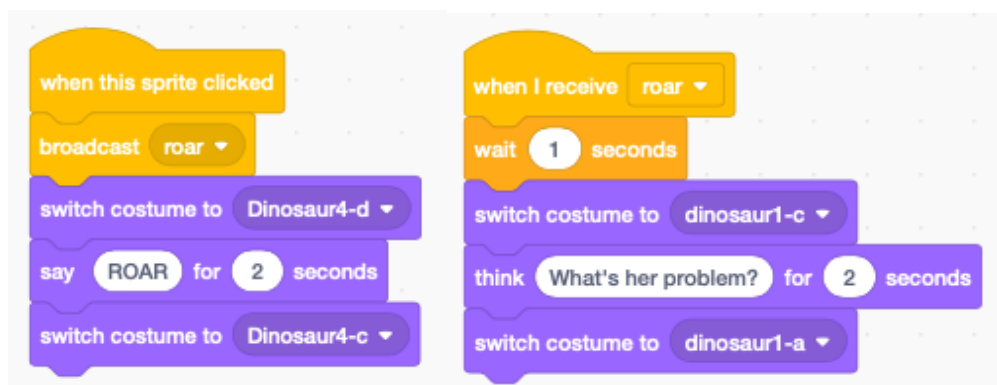 when this sprite clicked
broadcast roar
switch costume to Dinosaur4-d
say ROAR for 2 seconds
switch costume to Dinosaur4-c
when I receive roar
wait 1 seconds
switch costume to dinosaur1-c
think What's her problem? for 2 seconds
switch costume to dinosaur1-a